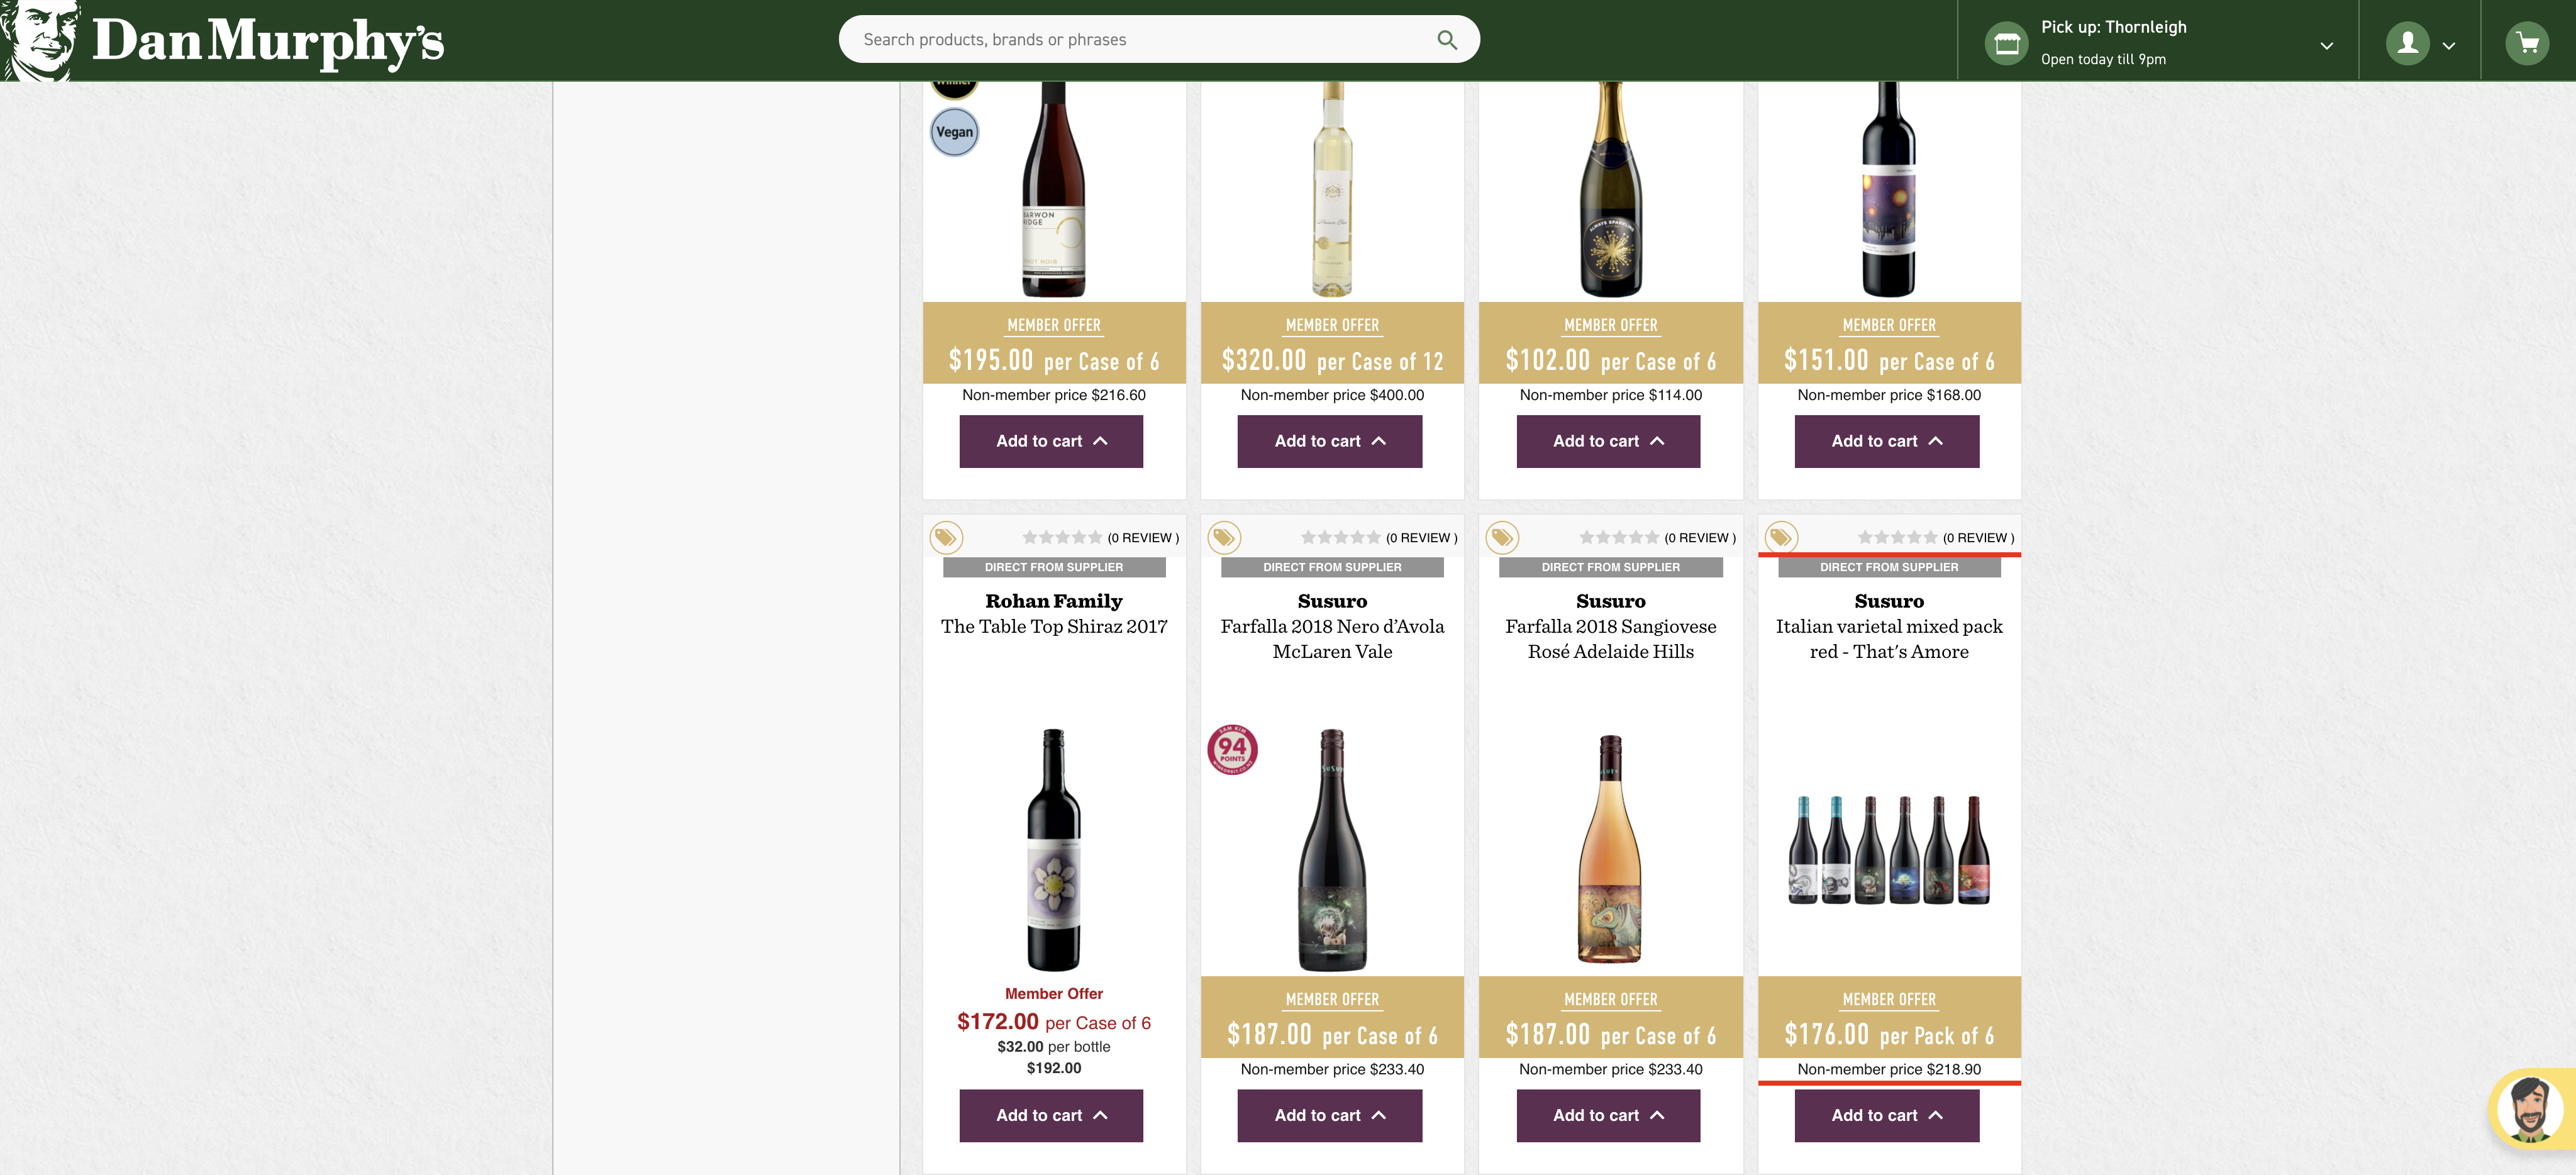 Dan Murphy's
Search products, brands or phrases
Pick up: Thornleigh
Open today till 9pm
Winner
Vegan
BARWON
RIDGE
PINOT NOIR
ALWAYS SPARKLING
MEMBER OFFER
$195.00 per Case of 6
Non-member price $216.60
Add to cart
MEMBER OFFER
$320.00 per Case of 12
Non-member price $400.00
Add to cart
MEMBER OFFER
$102.00 per Case of 6
Non-member price $114.00
Add to cart
MEMBER OFFER
$151.00 per Case of 6
Non-member price $168.00
Add to cart
(0 REVIEW )
DIRECT FROM SUPPLIER
Rohan Family
The Table Top Shiraz 2017
Member Offer
$172.00 per Case of 6
$32.00 per bottle
$192.00
Add to cart
(0 REVIEW )
DIRECT FROM SUPPLIER
Susuro
Farfalla 2018 Nero d'Avola
McLaren Vale
SAM KIM
94
POINTS
MEMBER OFFER
$187.00 per Case of 6
Non-member price $233.40
Add to cart
(0 REVIEW )
DIRECT FROM SUPPLIER
Susuro
Farfalla 2018 Sangiovese
Rosé Adelaide Hills
MEMBER OFFER
$187.00 per Case of 6
Non-member price $233.40
Add to cart
(0 REVIEW )
DIRECT FROM SUPPLIER
Susuro
Italian varietal mixed pack
red - That's Amore
MEMBER OFFER
$176.00 per Pack of 6
Non-member price $218.90
Add to cart